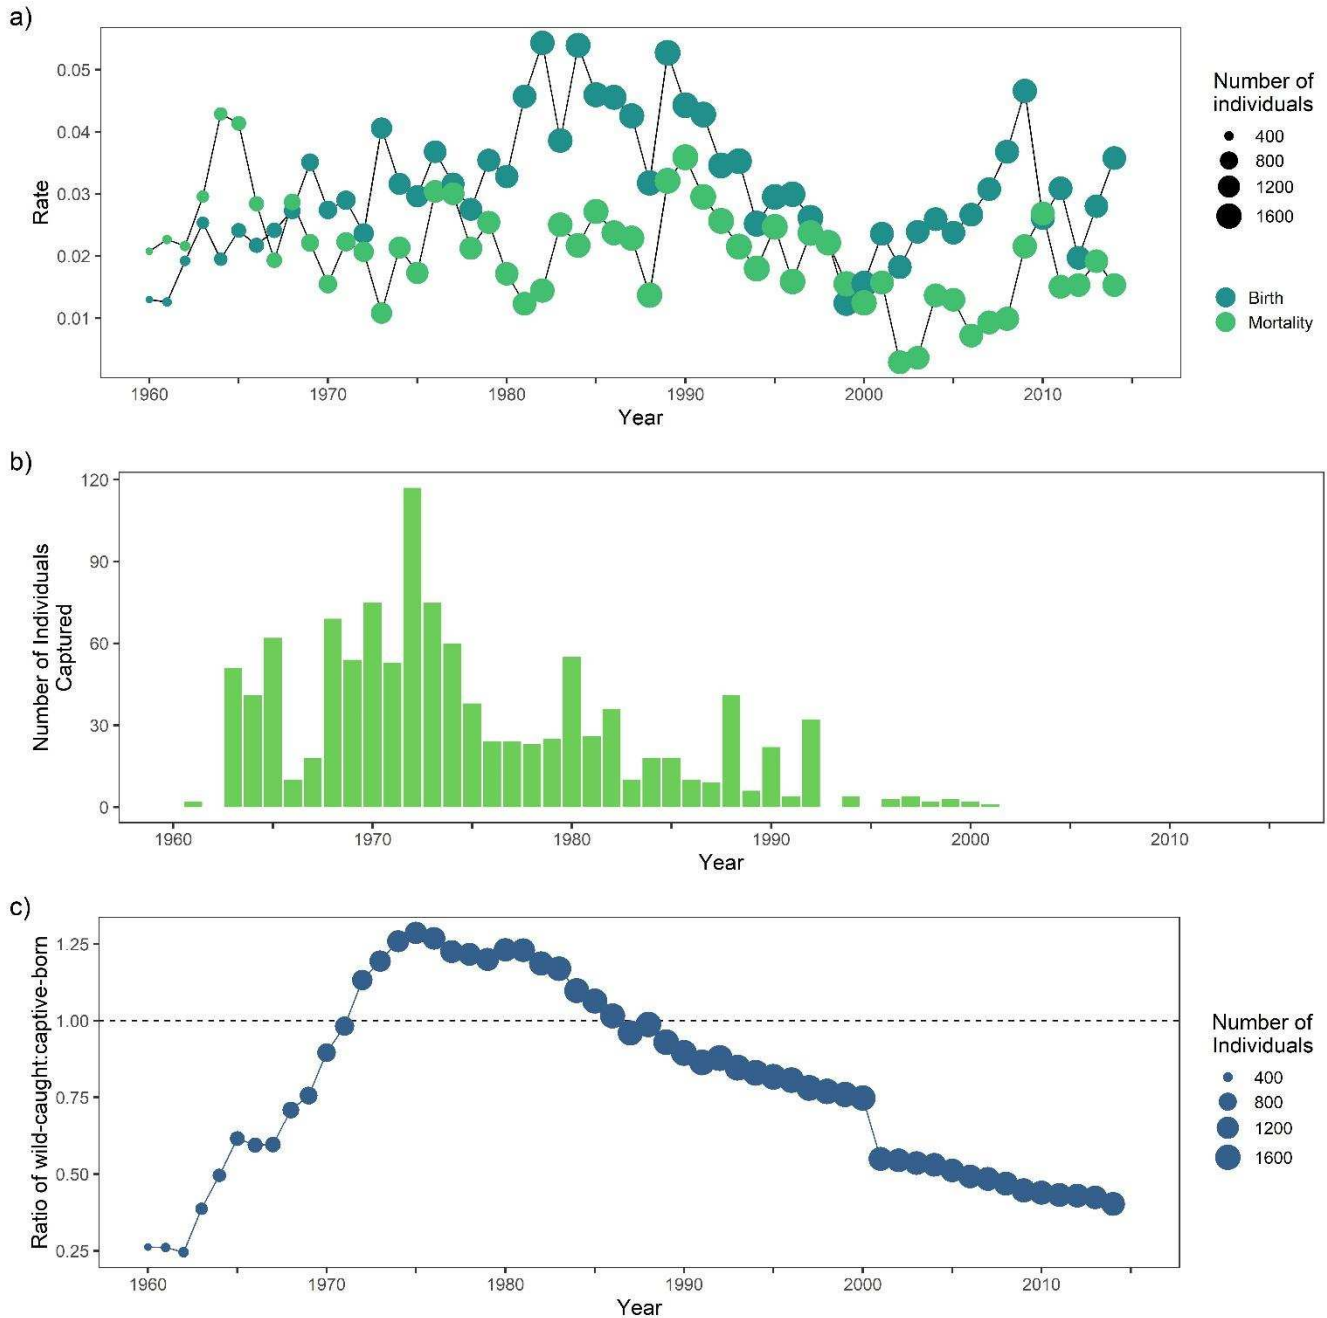 a)
0.05
0.04
0.03
0.02
0.01
Rate
1960 1970 1980 1990 2000 2010
Year
Number of
individuals
400
800
1200
1600
Birth
Mortality
b)
120
90
60
30
0
Number of Individuals
Captured
1960 1970 1980 1990 2000 2010
Year
c)
1.25
1.00
0.75
0.50
0.25
Ratio of wild-caught:captive-born
1960 1970 1980 1990 2000 2010
Year
Number of
Individuals
400
800
1200
1600